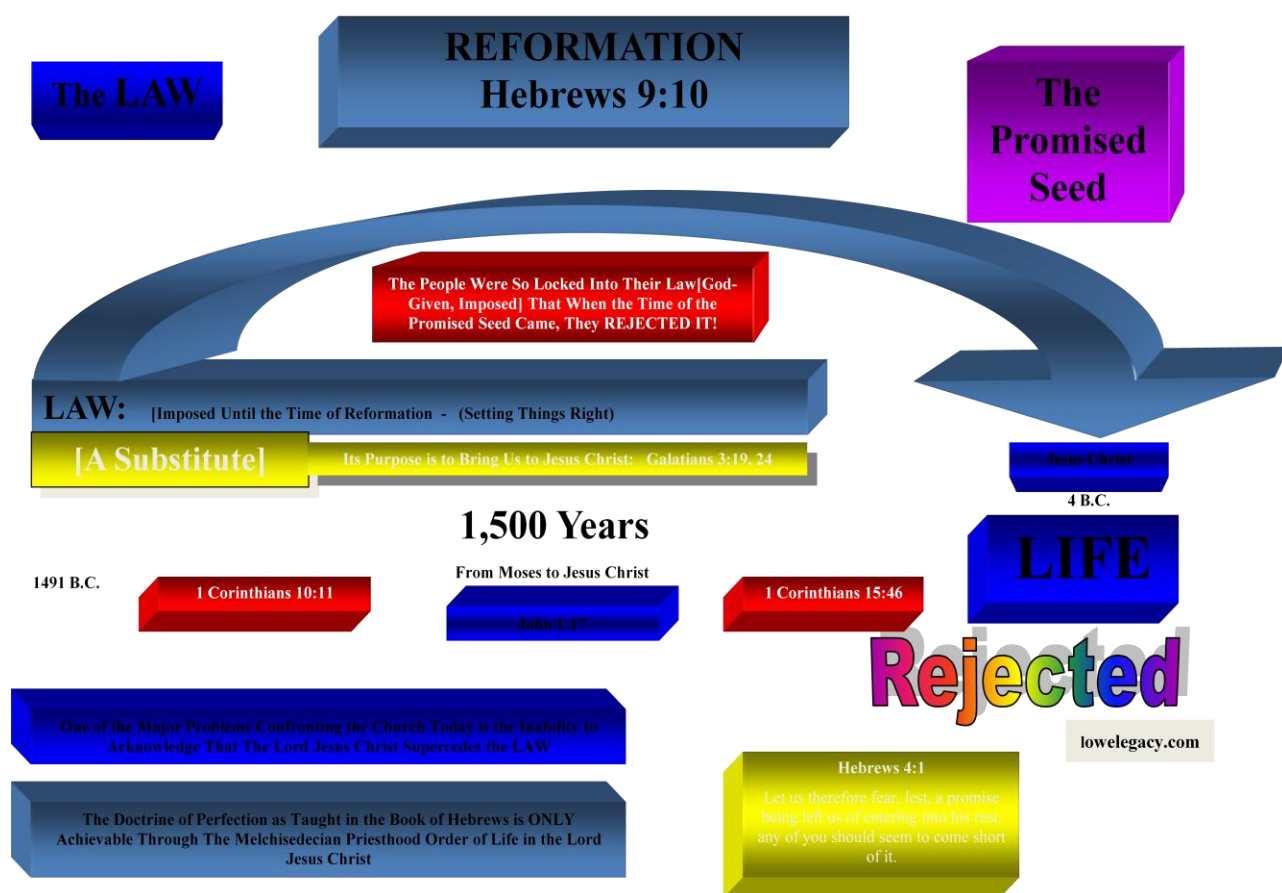 REFORMATION
Hebrews 9:10
The LAW
The
Promised
Seed
The People Were So Locked Into Their Law[God-
Given, Imposed] That When the Time of the
Promised Seed Came, They REJECTED IT!
LAW: [Imposed Until the Time of Reformation - (Setting Things Right)
[A Substitute]
Its Purpose is to Bring Us to Jesus Christ: Galatians 3:19, 24
Jesus Christ
4 B.C.
LIFE
1,500 Years
From Moses to Jesus Christ
1491 B.C.
1 Corinthians 10:11
John 1:17
1 Corinthians 15:46
Rejected
lowelegacy.com
One of the Major Problems Confronting the Church Today is the Inability to
Acknowledge That The Lord Jesus Christ Supercedes the LAW
The Doctrine of Perfection as Taught in the Book of Hebrews is ONLY
Achievable Through The Melchisedecian Priesthood Order of Life in the Lord
Jesus Christ
Hebrews 4:1
Let us therefore fear, lest, a promise
being left us of entering into his rest,
any of you should seem to come short
of it.